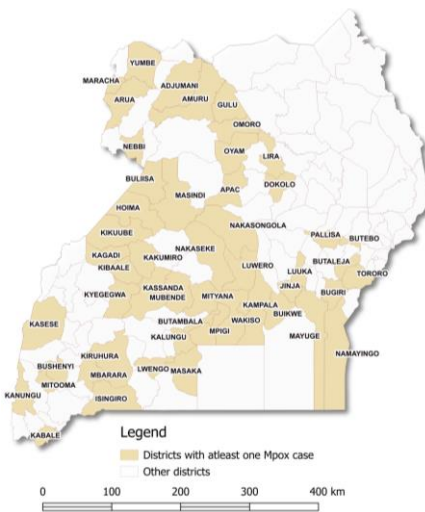 YUMBE
MARACHA
ADJUMANI
ARUA
AMURU
GULU
OMORO
NEBBI
OYAM
LIRA
BULIISA
DOKOLO
MASINDI
APAC
HOIMA
NAKASONGOLA
KIKUUBE
PALLISA
BUTEBO
NAKASEKE
KAGADI
KAKUMIRO
BUTALEJA
KIBAALE
LUWERO
LUUKA
TORORO
KASSANDA
JINJA
KYEGEGWA
MUBENDE
MITYANA
BUGIRI
KAMPALA
BUIKWE
KASESE
BUTAMBALA
WAKISO
MPIGI
KALUNGU
MAYUGE
KIRUHURA
NAMAYINGO
BUSHENYI
LWENGO
MASAKA
MBARARA
MITOOMA
KANUNGU
ISINGIRO
KABALE
Legend
Districts with atleast one Mpox case
Other districts
0 100 200 300 400 km